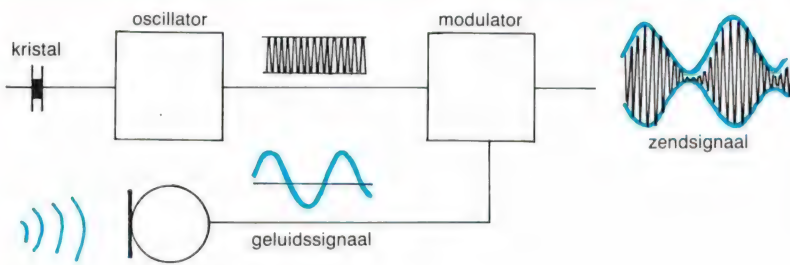 oscillator
modulator
kristal
zendsignaal
geluidssignaal